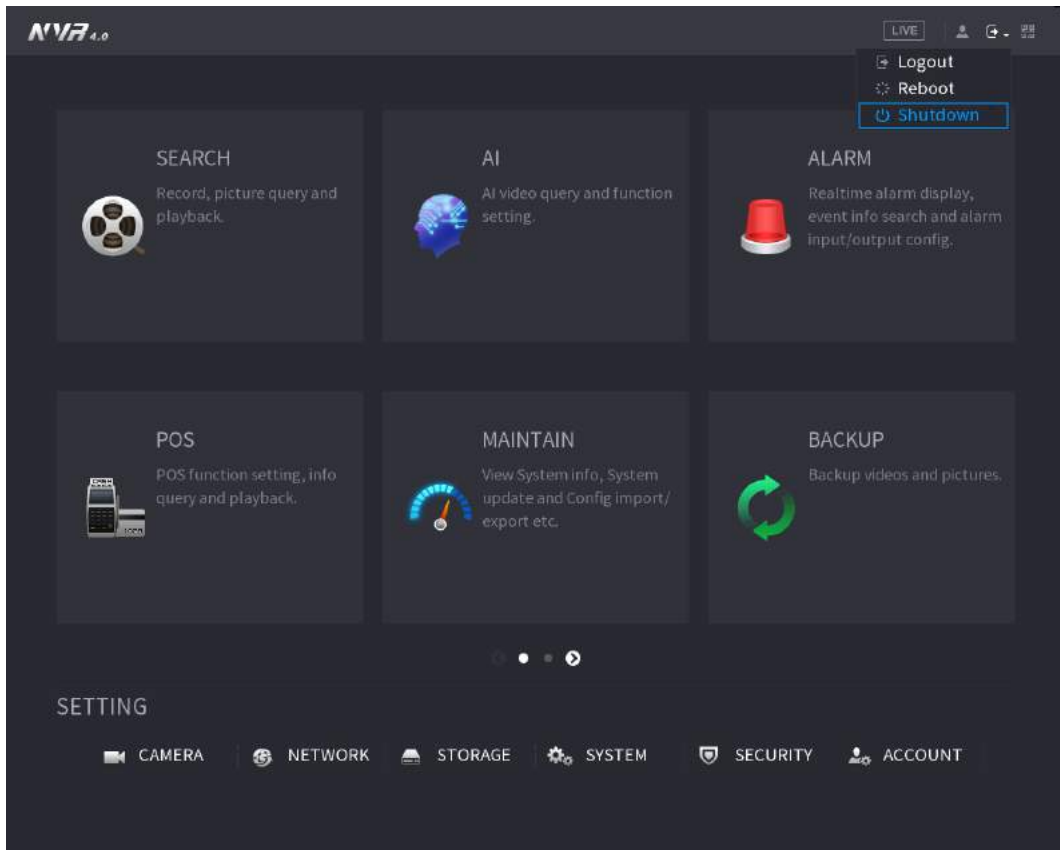 NVR 4.0
LIVE
Logout
Reboot
Shutdown
SEARCH
Record, picture query and
playback.
AI
AI video query and function
setting.
ALARM
Realtime alarm display,
event info search and alarm
input/output config.
POS
POS function setting, info
query and playback.
MAINTAIN
View System info, System
update and Config import/
export etc.
BACKUP
Backup videos and pictures.
SETTING
CAMERA
NETWORK
STORAGE
SYSTEM
SECURITY
ACCOUNT